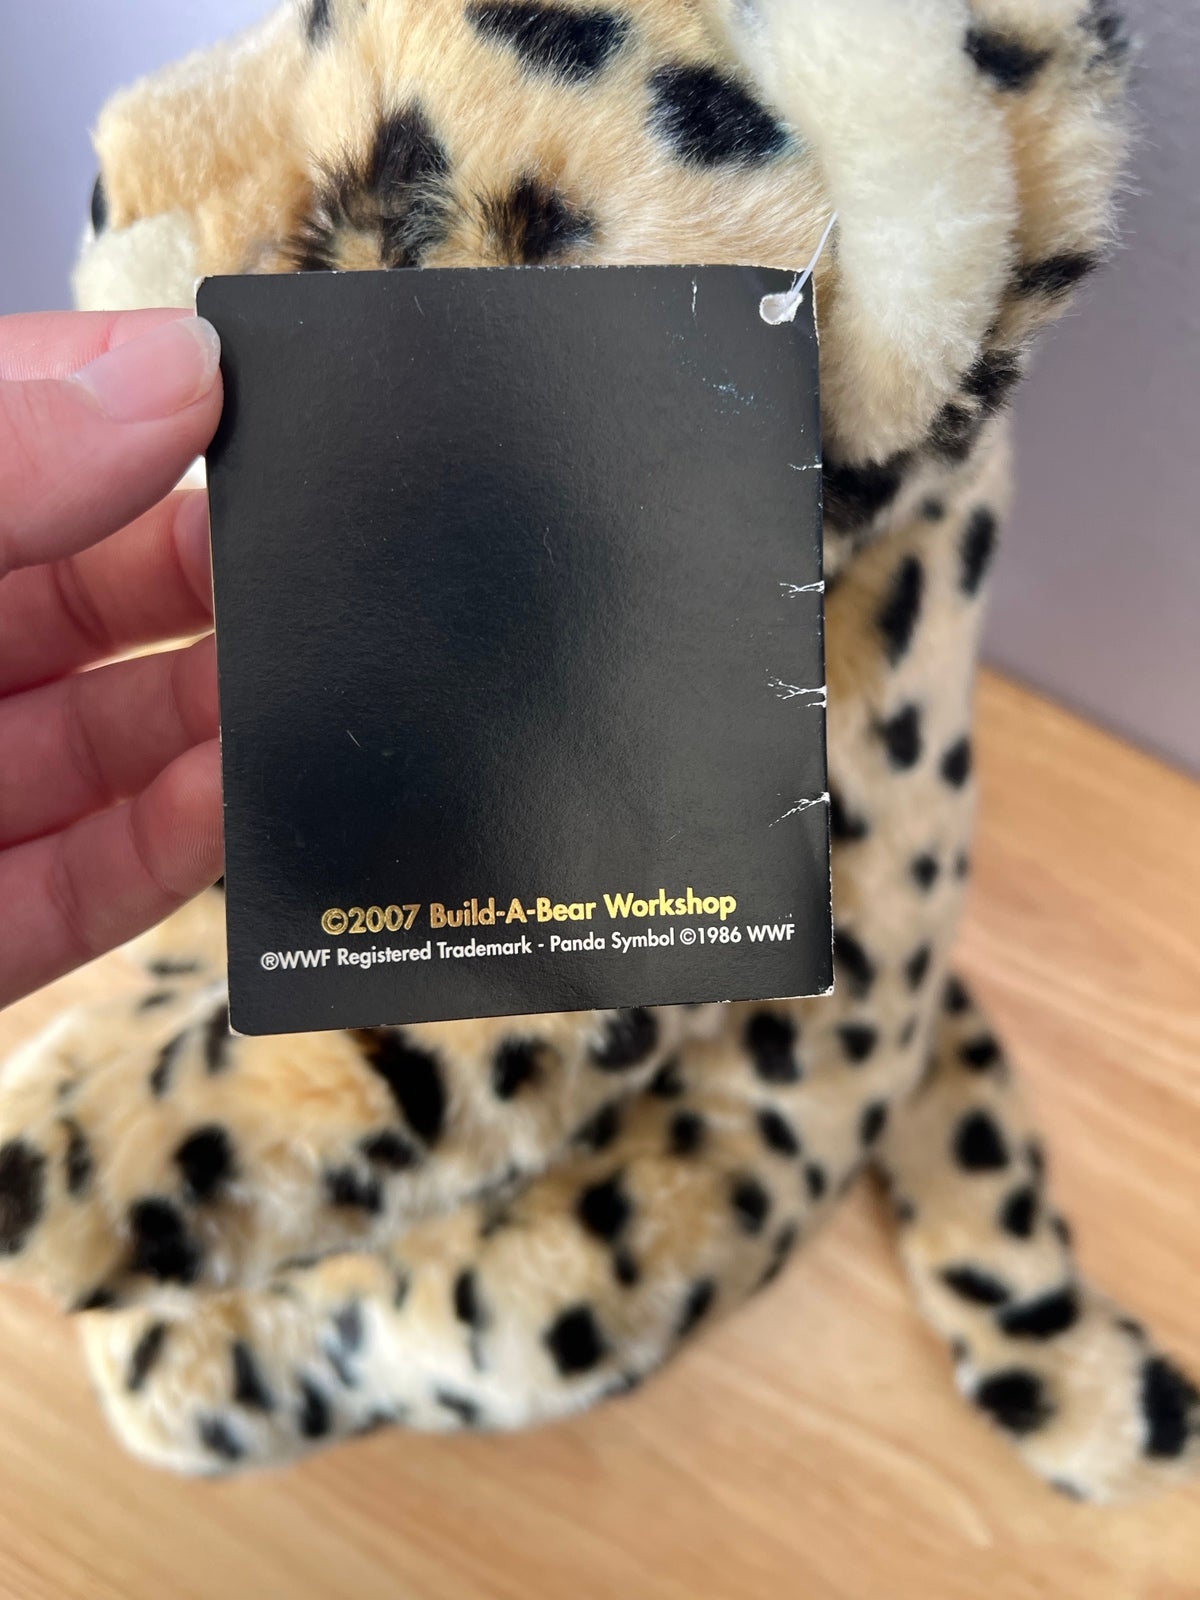 ©2007 Build-A-Bear Workshop
®WWF Registered Trademark - Panda Symbol ©1986 WWF